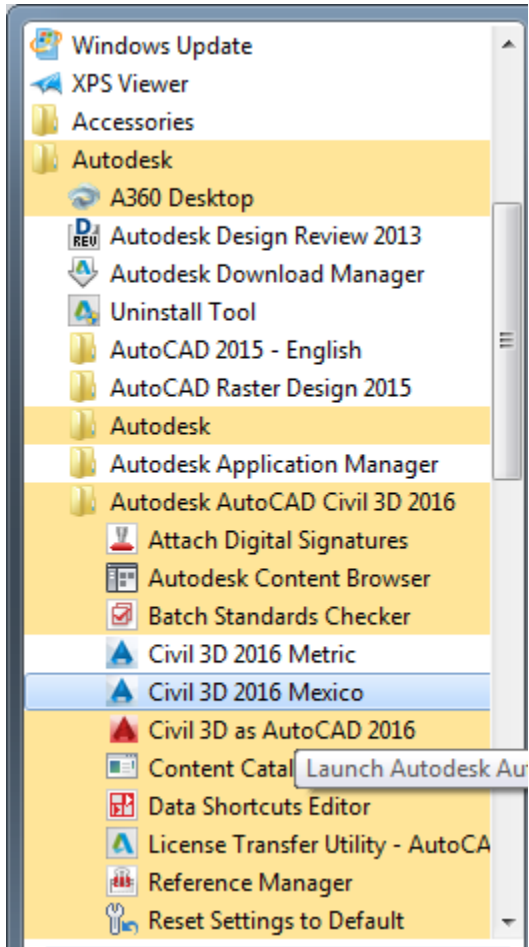 Windows Update
XPS Viewer
Accessories
Autodesk
A360 Desktop
Autodesk Design Review 2013
Autodesk Download Manager
Uninstall Tool
AutoCAD 2015 - English
AutoCAD Raster Design 2015
Autodesk
Autodesk Application Manager
Autodesk AutoCAD Civil 3D 2016
Attach Digital Signatures
Autodesk Content Browser
Batch Standards Checker
Civil 3D 2016 Metric
Civil 3D 2016 Mexico
Civil 3D as AutoCAD 2016
Content Catal Launch Autodesk Au
Data Shortcuts Editor
License Transfer Utility - AutoCA
Reference Manager
Reset Settings to Default